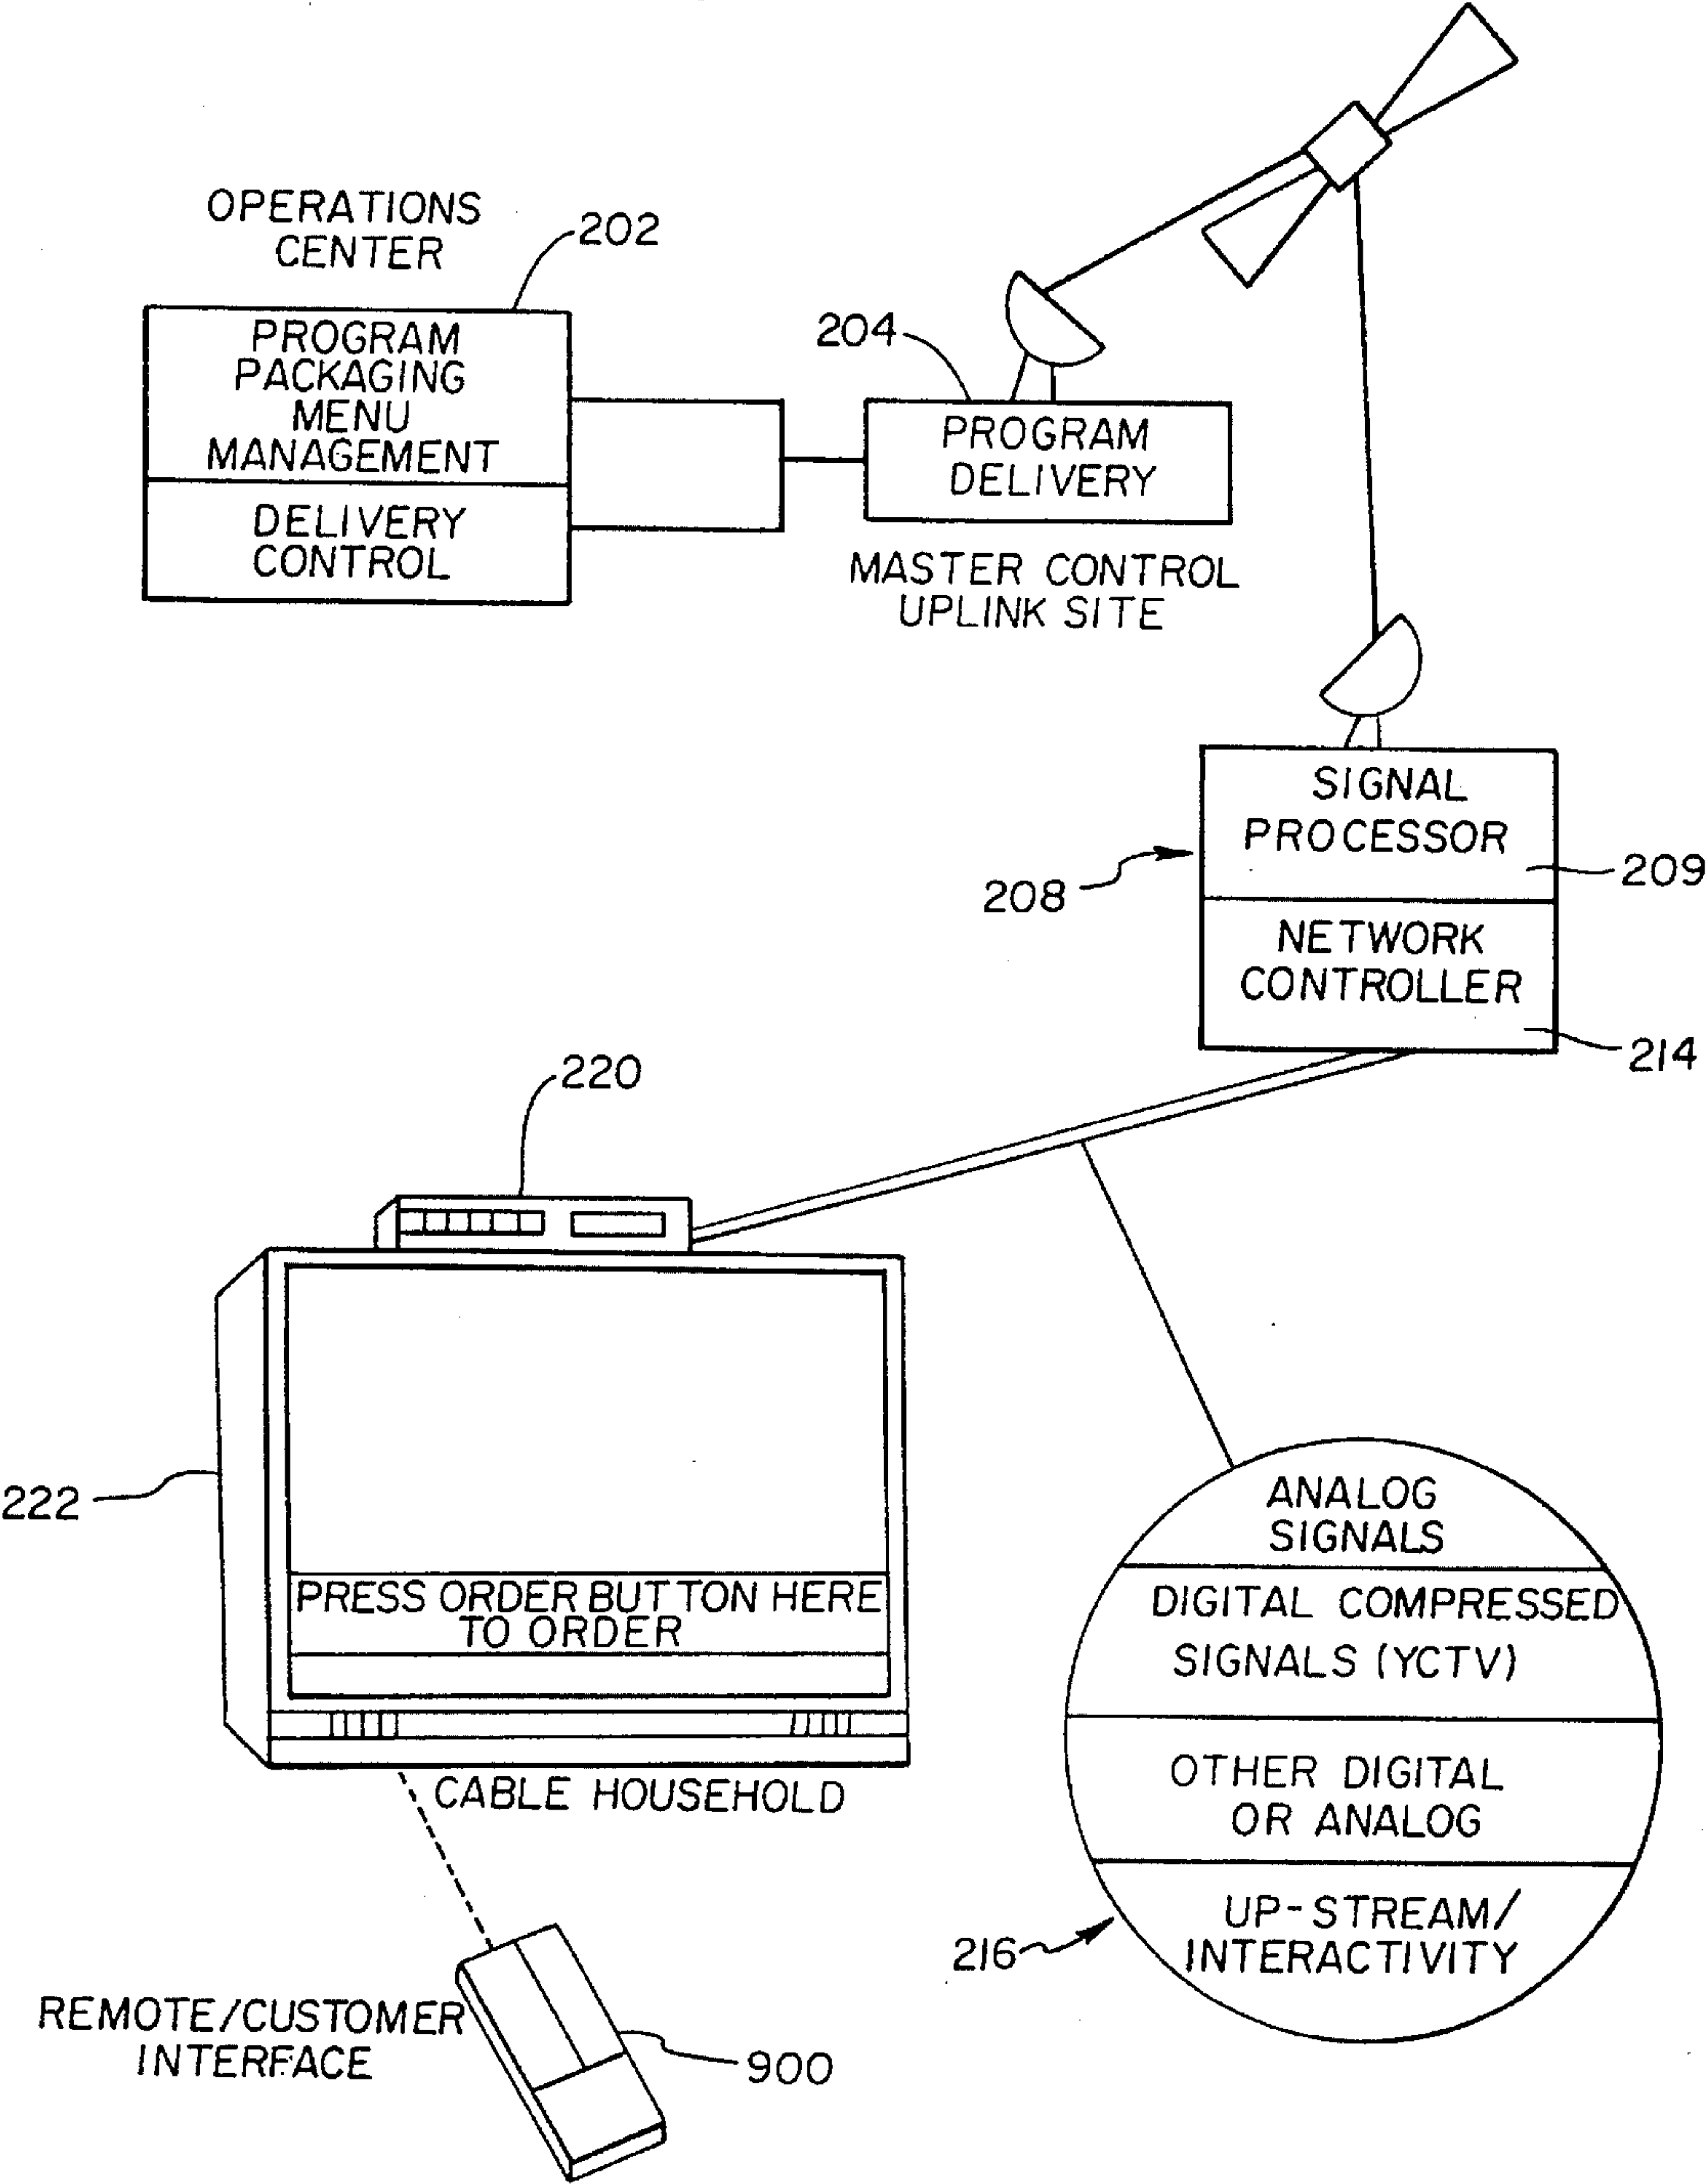 OPERATIONS
CENTER
202
PROGRAM
PACKAGING
MENU
MANAGEMENT
DELIVERY
CONTROL
204
PROGRAM
DELIVERY
MASTER CONTROL
UPLINK SITE
SIGNAL
PROCESSOR
209
208
NETWORK
CONTROLLER
214
220
222
PRESS ORDER BUTTON HERE
TO ORDER
CABLE HOUSEHOLD
ANALOG
SIGNALS
DIGITAL COMPRESSED
SIGNALS (YCTV)
OTHER DIGITAL
OR ANALOG
UP-STREAM/
INTERACTIVITY
216
REMOTE/CUSTOMER
INTERFACE
900